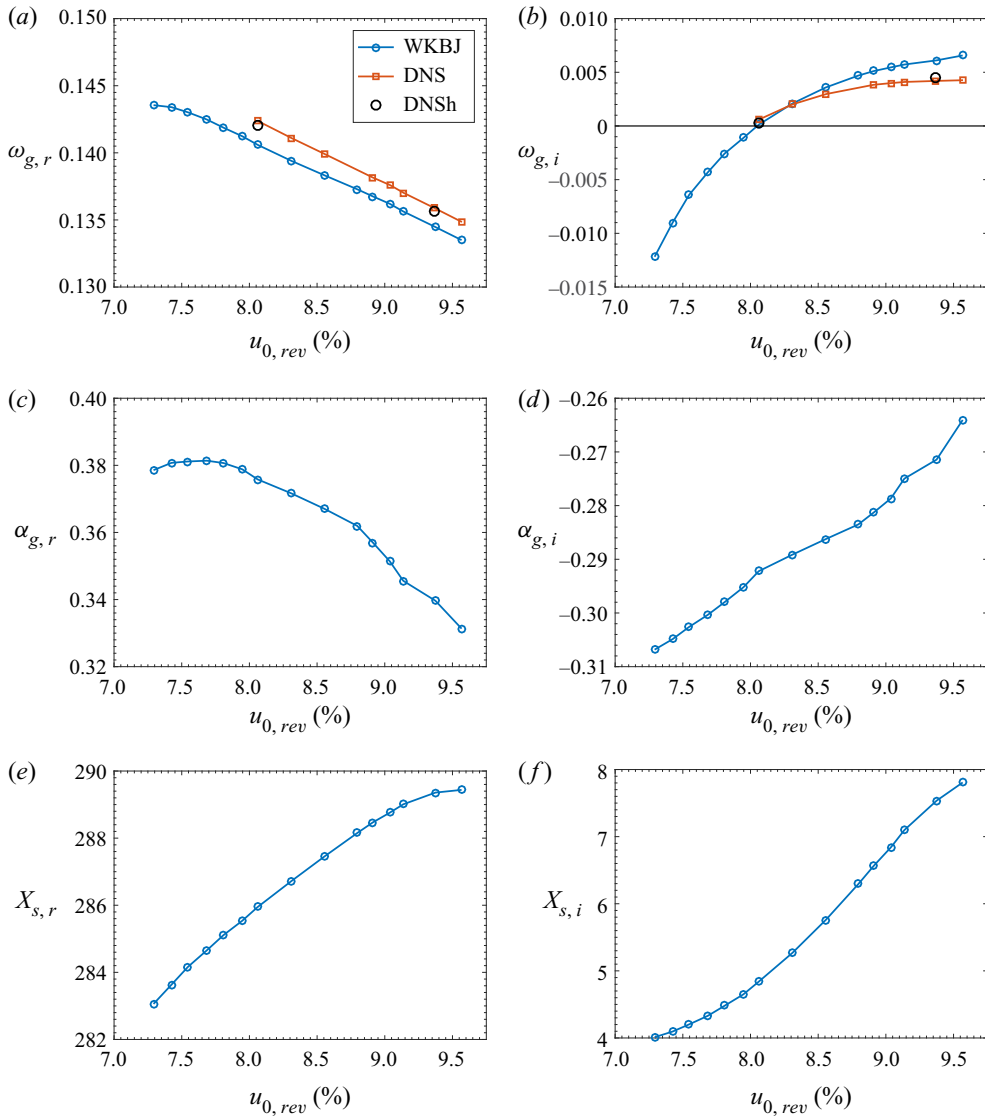 (a)
0.150
0.145
0.140
0.135
0.130
ω_{g, r}
WKBJ
DNS
DNSh
7.0 7.5 8.0 8.5 9.0 9.5
u_{0, rev} (%)
(b)
0.010
0.005
0
–0.005
–0.010
–0.015
ω_{g, i}
7.0 7.5 8.0 8.5 9.0 9.5
u_{0, rev} (%)
(c)
0.40
0.38
0.36
0.34
0.32
α_{g, r}
7.0 7.5 8.0 8.5 9.0 9.5
u_{0, rev} (%)
(d)
–0.26
–0.27
–0.28
–0.29
–0.30
–0.31
α_{g, i}
7.0 7.5 8.0 8.5 9.0 9.5
u_{0, rev} (%)
(e)
290
288
286
284
282
X_{s, r}
7.0 7.5 8.0 8.5 9.0 9.5
u_{0, rev} (%)
(f)
8
7
6
5
4
X_{s, i}
7.0 7.5 8.0 8.5 9.0 9.5
u_{0, rev} (%)